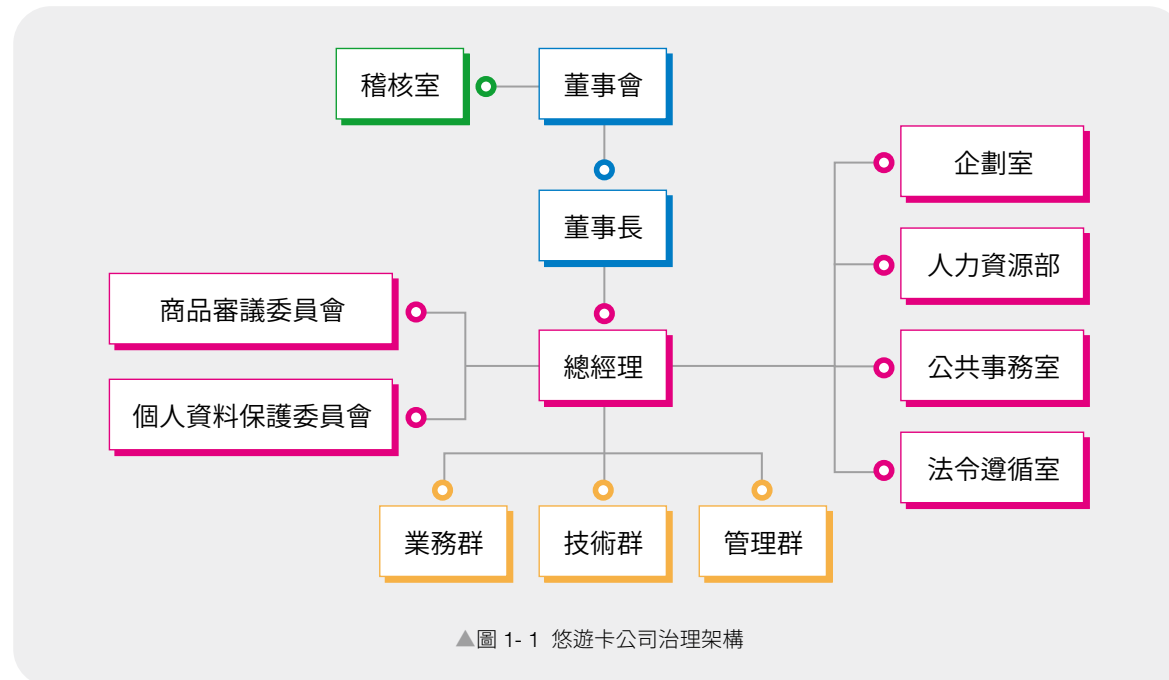 稽核室
董事會
董事長
總經理
商品審議委員會
個人資料保護委員會
企劃室
人力資源部
公共事務室
法令遵循室
業務群
技術群
管理群
▲圖 1- 1 悠遊卡公司治理架構